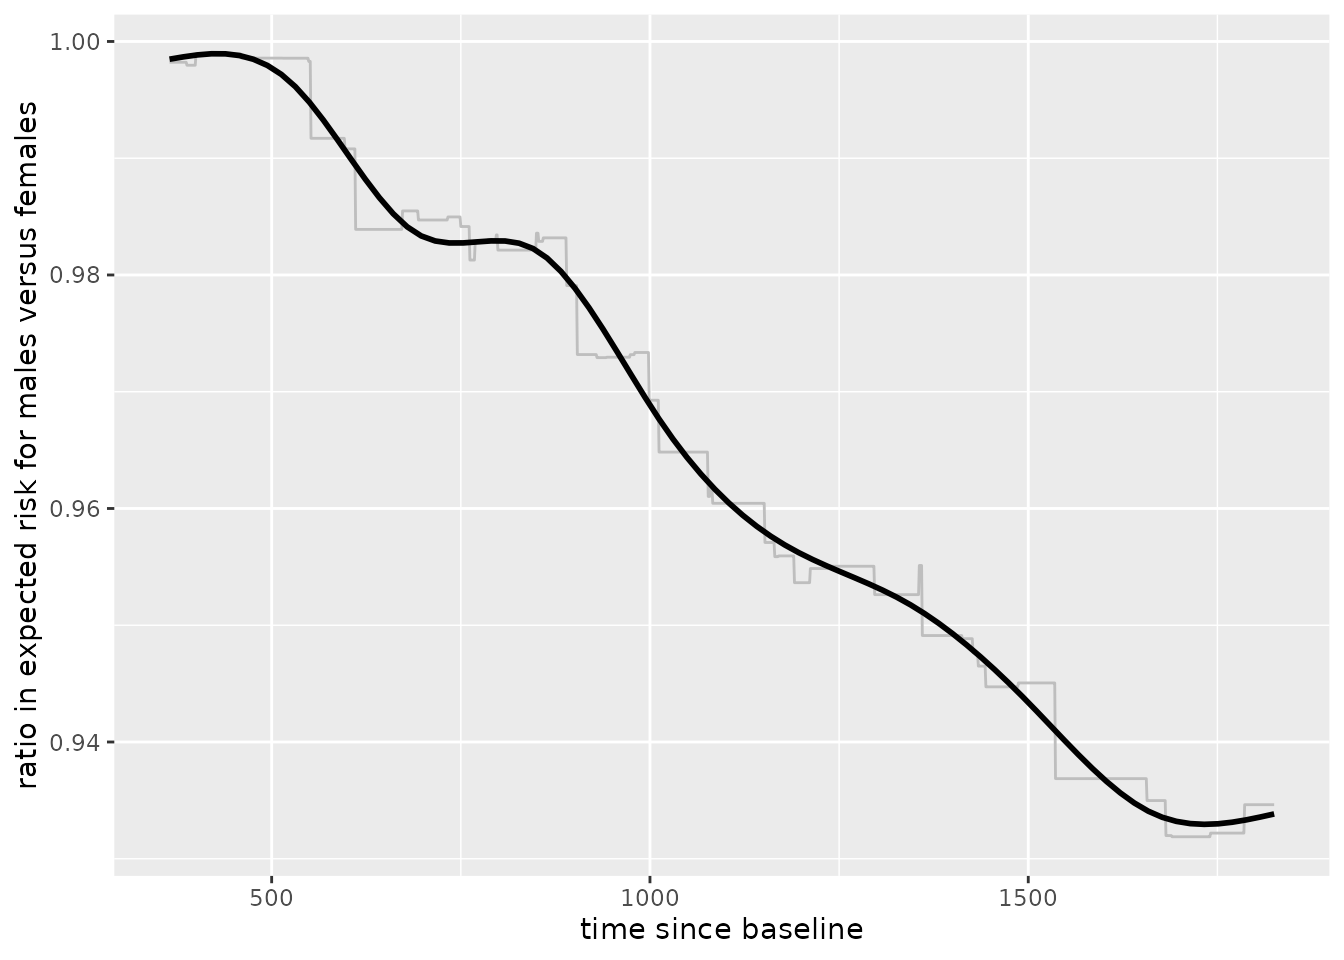 ratio in expected risk for males versus females
1.00
0.98
0.96
0.94
500 1000 1500
time since baseline